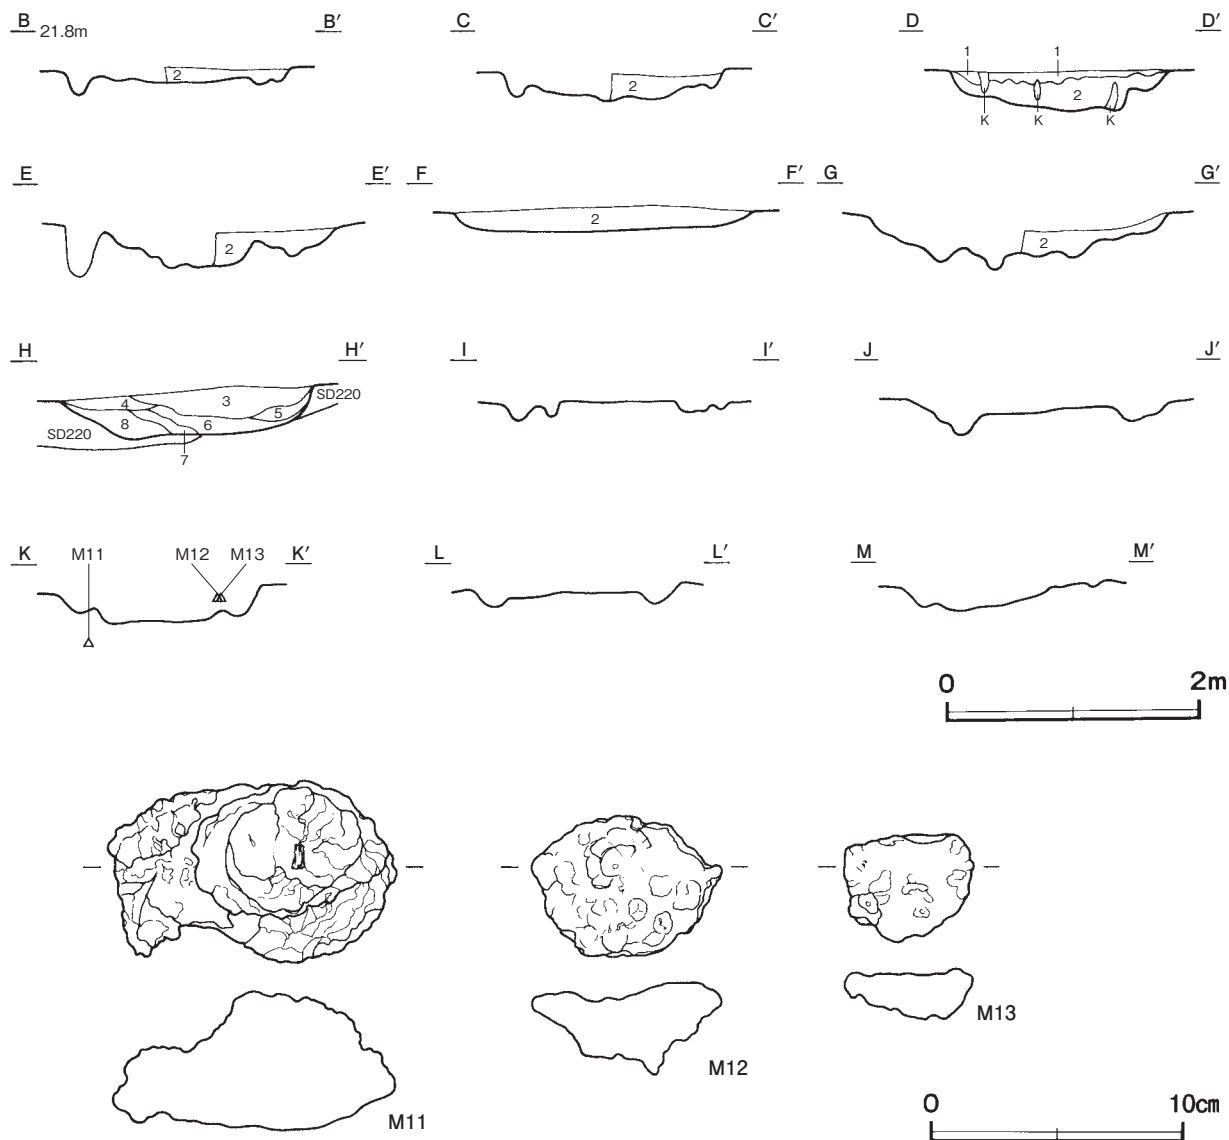 B 21.8m B′ C C′ D D′
1 1
2 2 2
K K K
E E′ F F′ G G′
2 2 2
H H′ I I′ J J′
SD220
3
4 5
8 6
SD220
7
K M11 M12 M13 K′ L L′ M M′
0 2m
M13
M12
M11
0 10cm